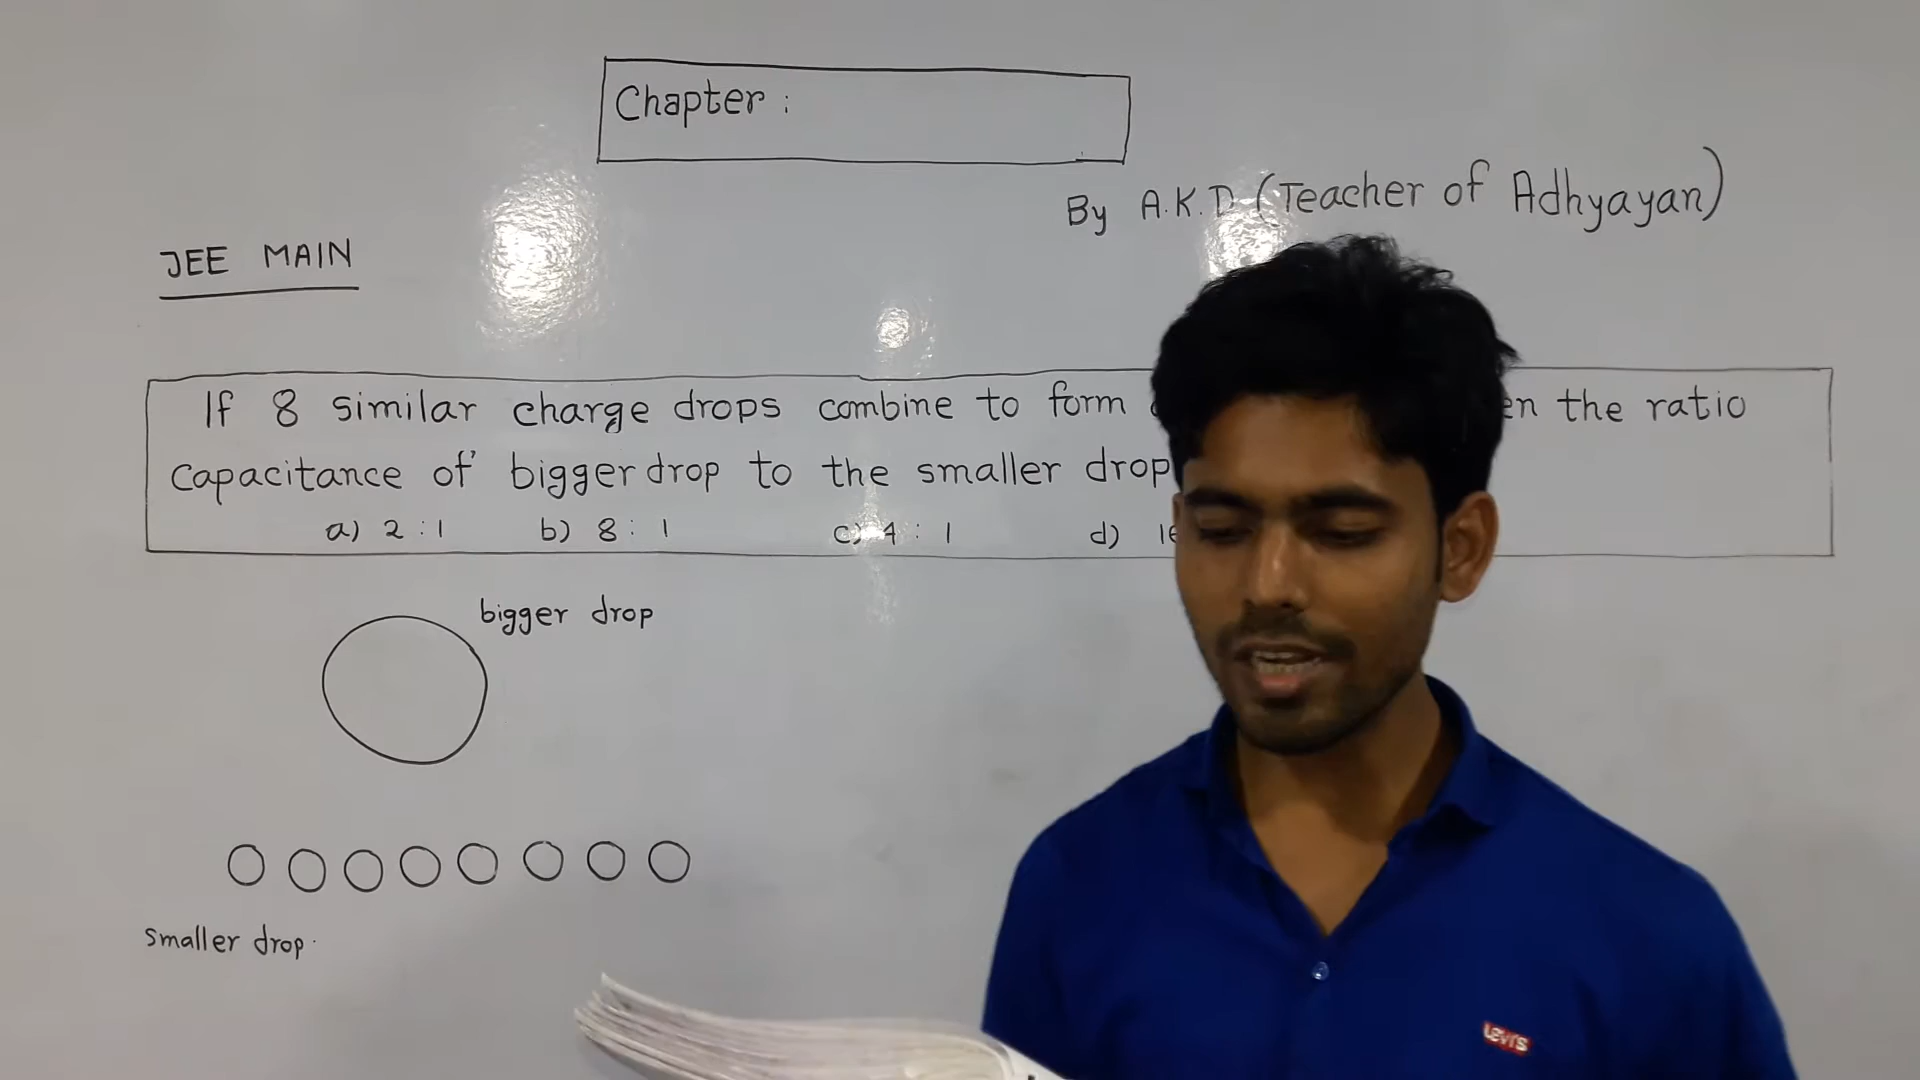 Chapter :
By A.K.D (Teacher of Adhyayan)
JEE MAIN
If 8 similar charge drops combine to form the ratio
capacitance of bigger drop to the smaller drop
a) 2 : 1 b) 8 : 1 c) 4 : 1 d)
bigger drop
smaller drop.
LEVI'S